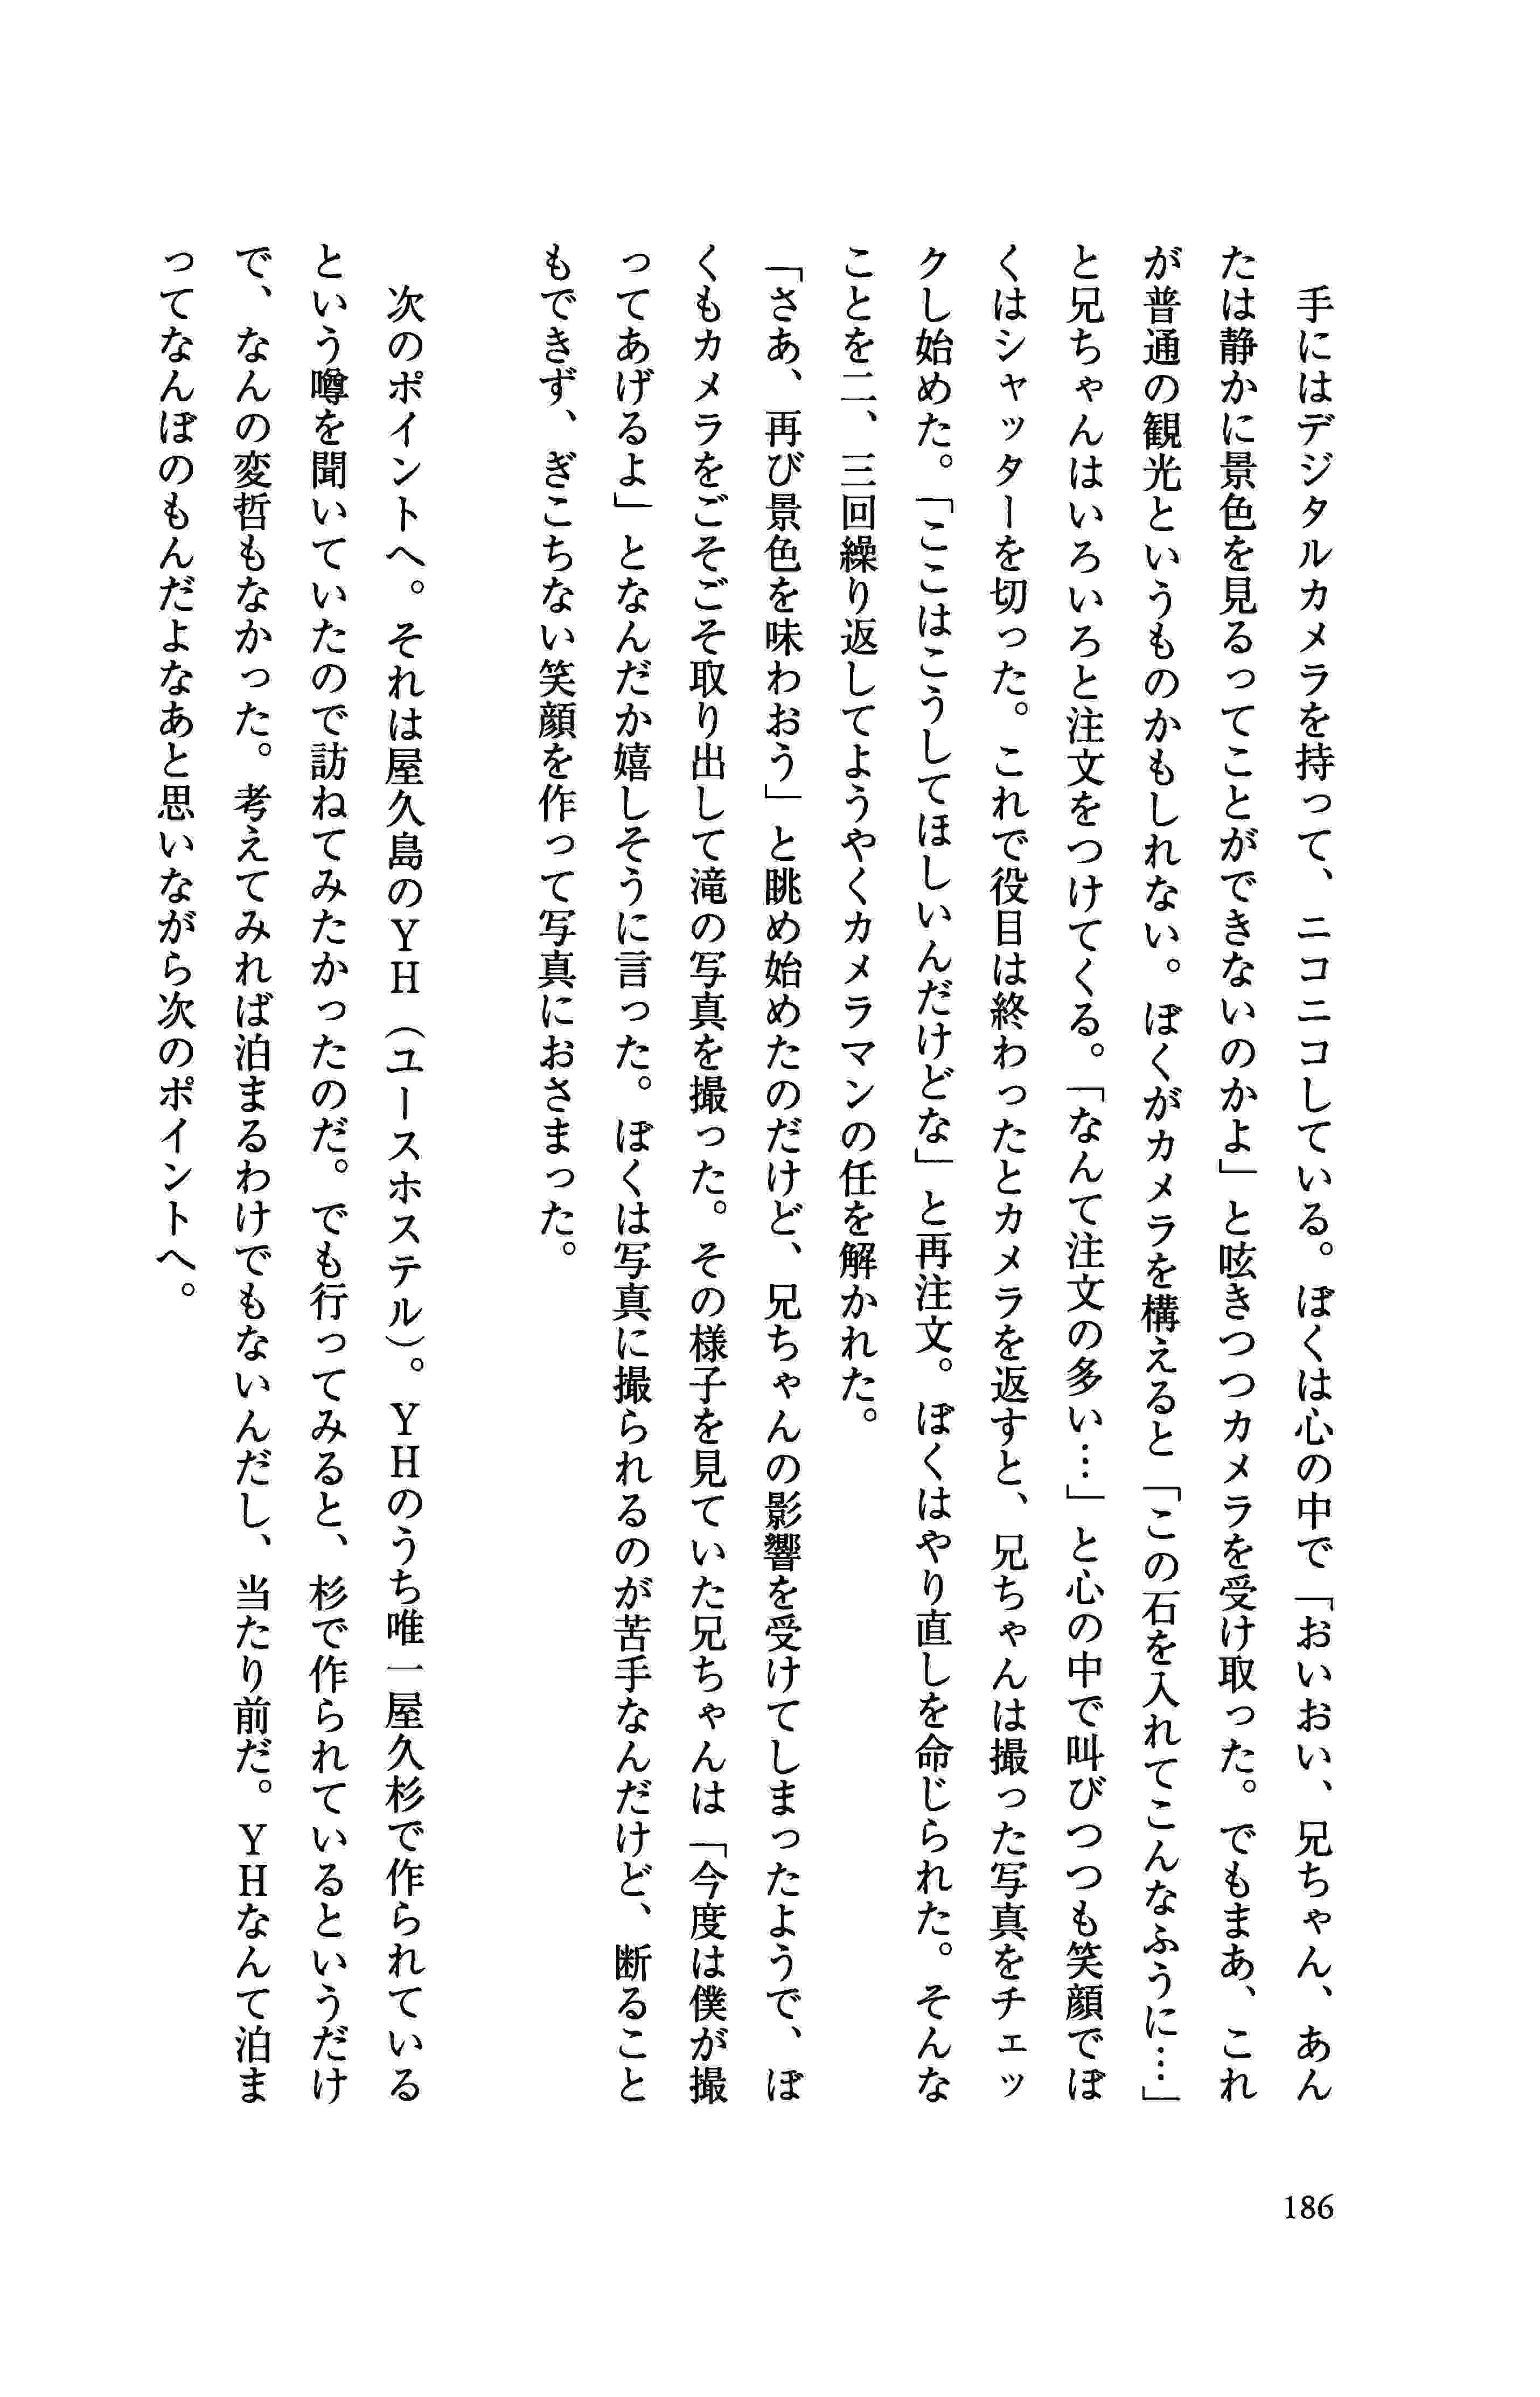 手にはデジタルカメラを持って、ニコニコしている。ぼくは心の中で「おいおい、兄ちゃん、あん
たは静かに景色を見るってことができないのかよ」と呟きつつカメラを受け取った。でもまあ、これ
が普通の観光というものかもしれない。ぼくがカメラを構えると「この石を入れてこんなふうに…」
と兄ちゃんはいろいろと注文をつけてくる。「なんて注文の多い…」と心の中で叫びつつも笑顔でぼ
くはシャッターを切った。これで役目は終わったとカメラを返すと、兄ちゃんは撮った写真をチェッ
クし始めた。「ここはこうしてほしいんだけどな」と再注文。ぼくはやり直しを命じられた。そんな
ことを二、三回繰り返してようやくカメラマンの任を解かれた。
「さあ、再び景色を味わおう」と眺め始めたのだけど、兄ちゃんの影響を受けてしまったようで、ぼ
くもカメラをごそごそ取り出して滝の写真を撮った。その様子を見ていた兄ちゃんは「今度は僕が撮
ってあげるよ」となんだか嬉しそうに言った。ぼくは写真に撮られるのが苦手なんだけど、断ること
もできず、ぎこちない笑顔を作って写真におさまった。
　次のポイントへ。それは屋久島のＹＨ（ユースホステル）。ＹＨのうち唯一屋久杉で作られている
という噂を聞いていたので訪ねてみたかったのだ。でも行ってみると、杉で作られているというだけ
で、なんの変哲もなかった。考えてみれば泊まるわけでもないんだし、当たり前だ。ＹＨなんて泊ま
ってなんぼのもんだよなあと思いながら次のポイントへ。
186